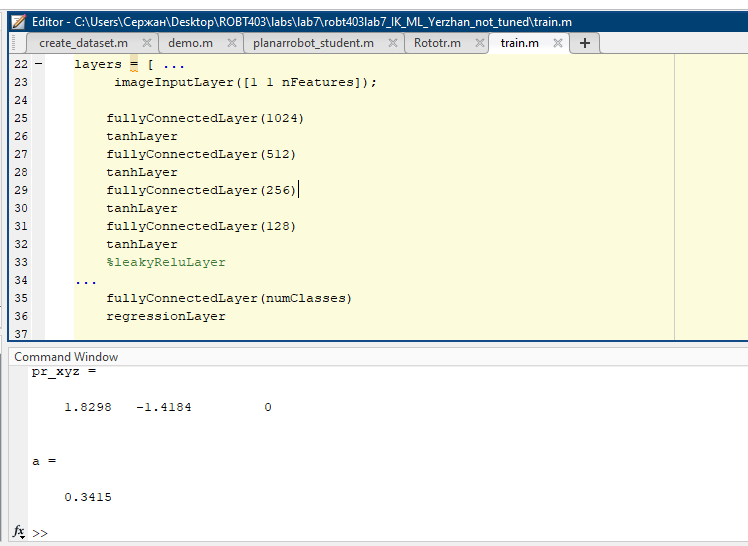 Editor - C:\Users\Сержан\Desktop\ROBT403\labs\lab7\robt403lab7_IK_ML_Yerzhan_not_tuned\train.m
create_dataset.m × demo.m × planarrobot_student.m × Rototr.m × train.m × +
22 – layers = [ ...
23 imageInputLayer([1 1 nFeatures]);
24
25 fullyConnectedLayer(1024)
26 tanhLayer
27 fullyConnectedLayer(512)
28 tanhLayer
29 fullyConnectedLayer(256)
30 tanhLayer
31 fullyConnectedLayer(128)
32 tanhLayer
33 %leakyReluLayer
34 ...
35 fullyConnectedLayer(numClasses)
36 regressionLayer
37
Command Window
pr_xyz =
1.8298 -1.4184 0
a =
0.3415
fx >>